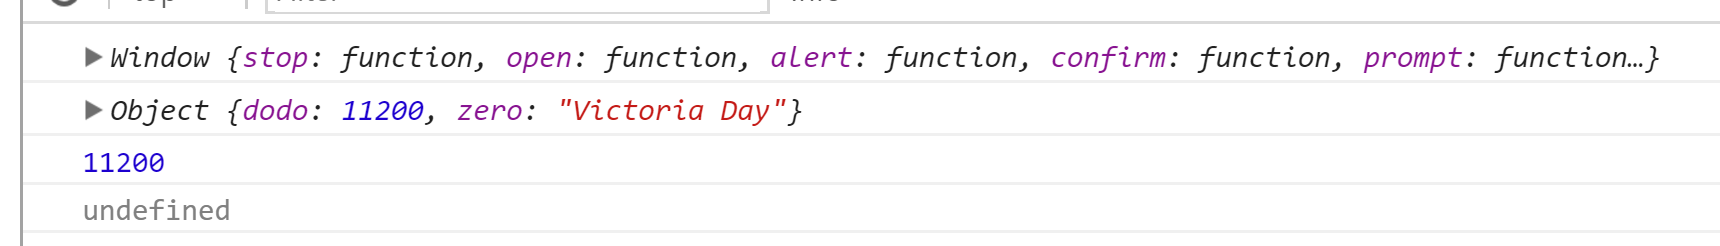 ▶Window {stop: function, open: function, alert: function, confirm: function, prompt: function…}
▶Object {dodo: 11200, zero: "Victoria Day"}
11200
undefined